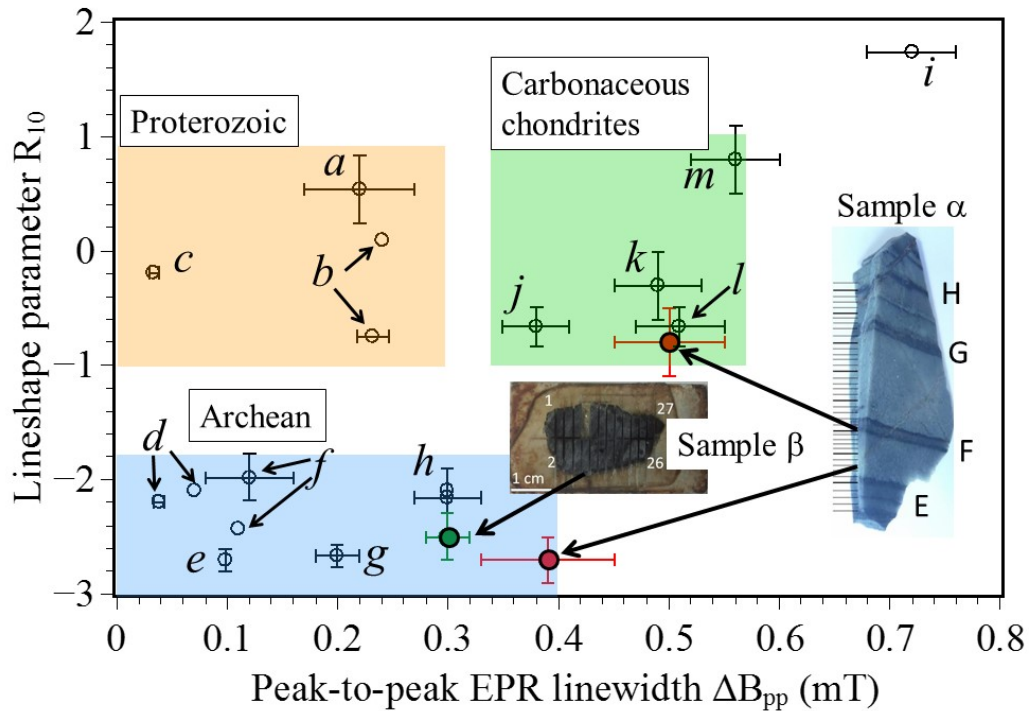 2
1
0
−1
−2
−3
Lineshape parameter R10
Proterozoic
a
b
c
Carbonaceous
chondrites
i
m
k
j
l
Sample α
H
G
F
E
Archean
d
f
h
e
g
1
27
2
26
1 cm
Sample β
0
0.1
0.2
0.3
0.4
0.5
0.6
0.7
0.8
Peak-to-peak EPR linewidth ΔBpp (mT)